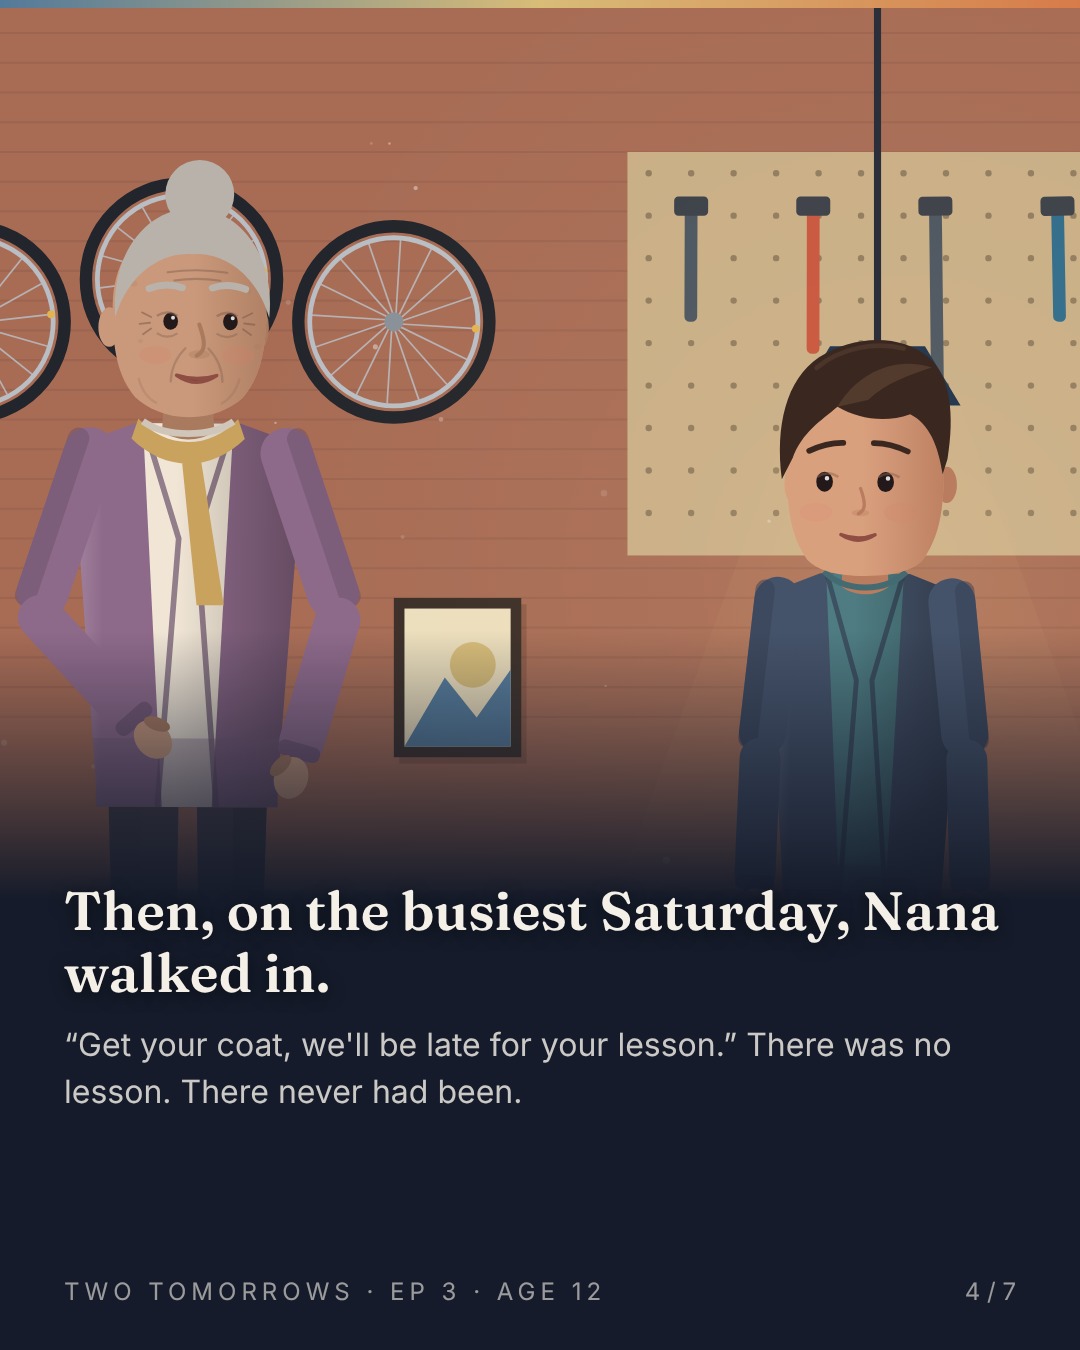 Then, on the busiest Saturday, Nana
walked in.
“Get your coat, we'll be late for your lesson.” There was no
lesson. There never had been.
TWO TOMORROWS · EP 3 · AGE 12
4 / 7